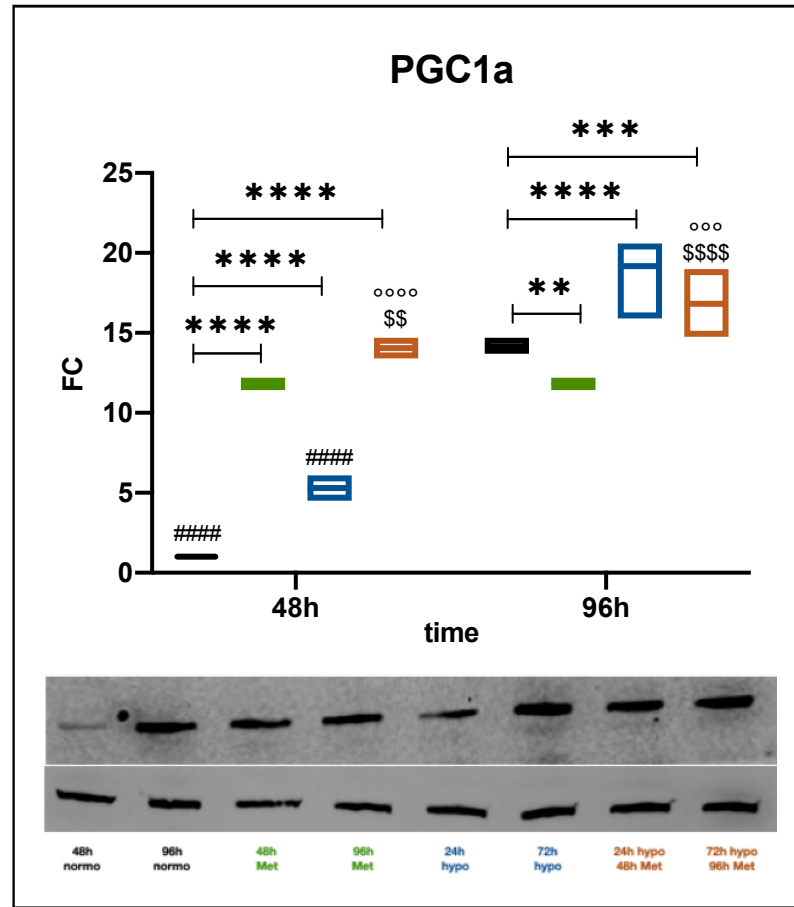 PGC1a
***
25
****
****
°°°
20
$$$$
****
°°°°
**
$$
****
15
FC
10
####
5
####
0
48h
96h
time
48h
normo
96h
normo
48h
Met
96h
Met
24h
hypo
72h
hypo
24h hypo
48h Met
72h hypo
96h Met